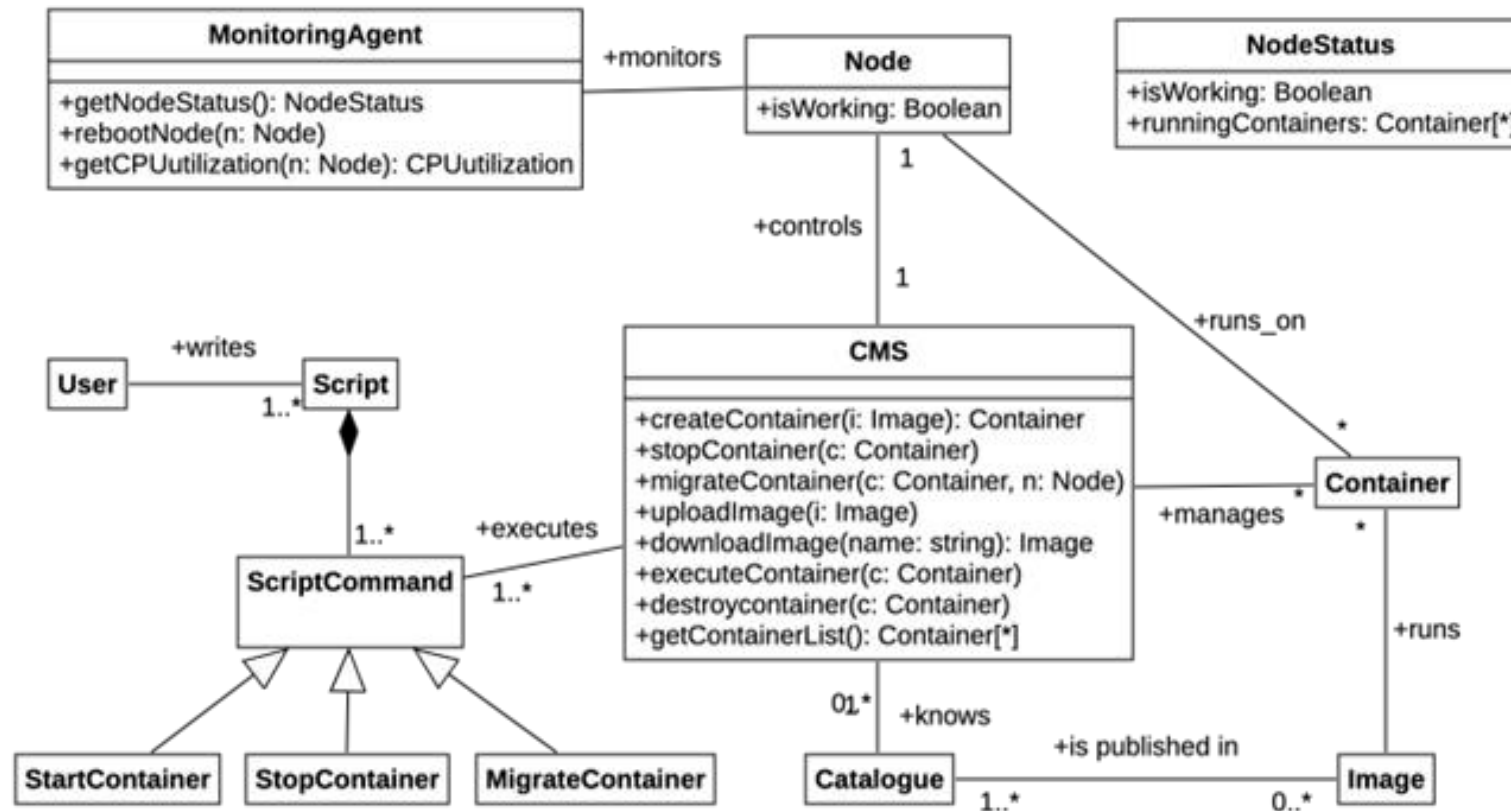 MonitoringAgent
+getNodeStatus(): NodeStatus
+rebootNode(n: Node)
+getCPUutilization(n: Node): CPUutilization
+monitors
Node
+isWorking: Boolean
NodeStatus
+isWorking: Boolean
+runningContainers: Container[*]
1
+controls
1
+runs_on
*
User
+writes
1..*
Script
1..*
ScriptCommand
+executes
1..*
CMS
+createContainer(i: Image): Container
+stopContainer(c: Container)
+migrateContainer(c: Container, n: Node)
+uploadImage(i: Image)
+downloadImage(name: string): Image
+executeContainer(c: Container)
+destroycontainer(c: Container)
+getContainerList(): Container[*]
+manages
*
Container
*
+runs
+knows
StartContainer
StopContainer
MigrateContainer
Catalogue
1..*
+is published in
0..*
Image